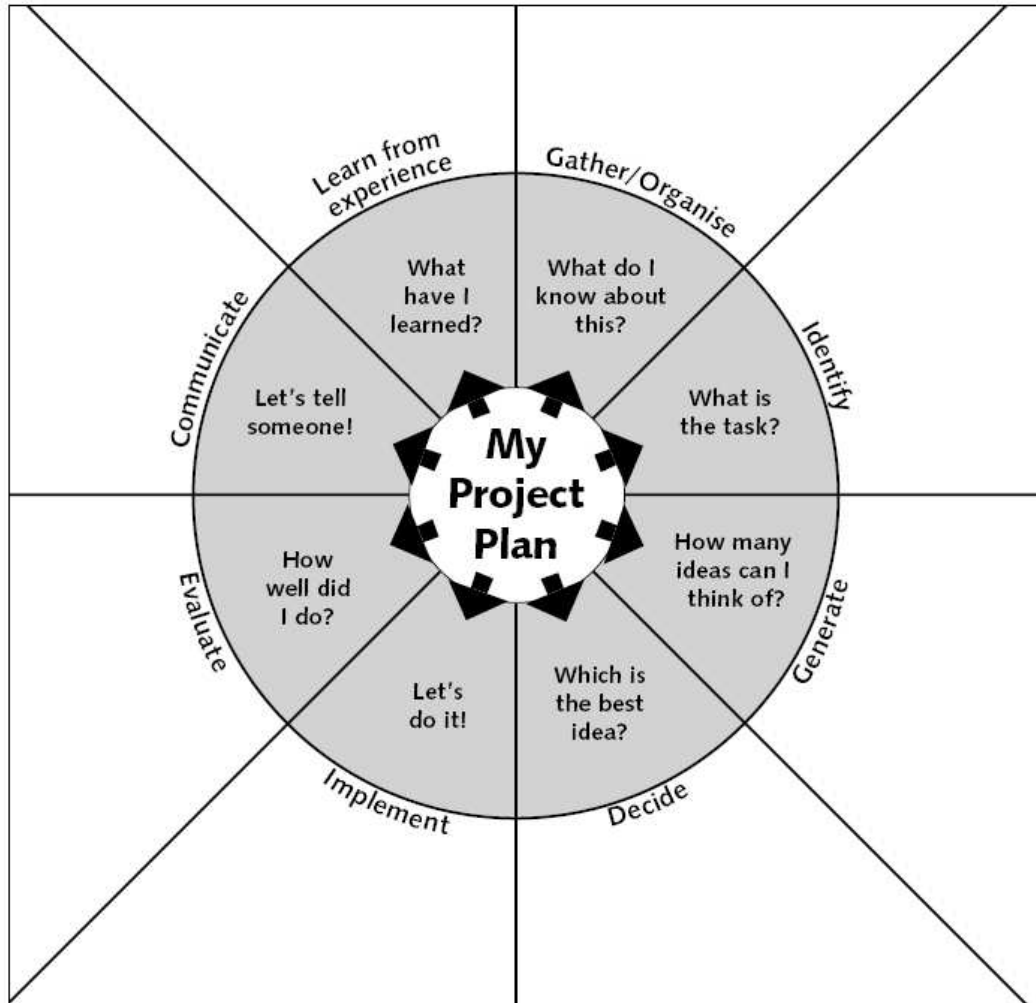 My
Project
Plan
Gather/Organise
What do I
know about
this?
Identify
What is
the task?
Generate
How many
ideas can I
think of?
Decide
Which is
the best
idea?
Implement
Let's
do it!
Evaluate
How
well did
I do?
Communicate
Let's tell
someone!
Learn from
experience
What
have I
learned?